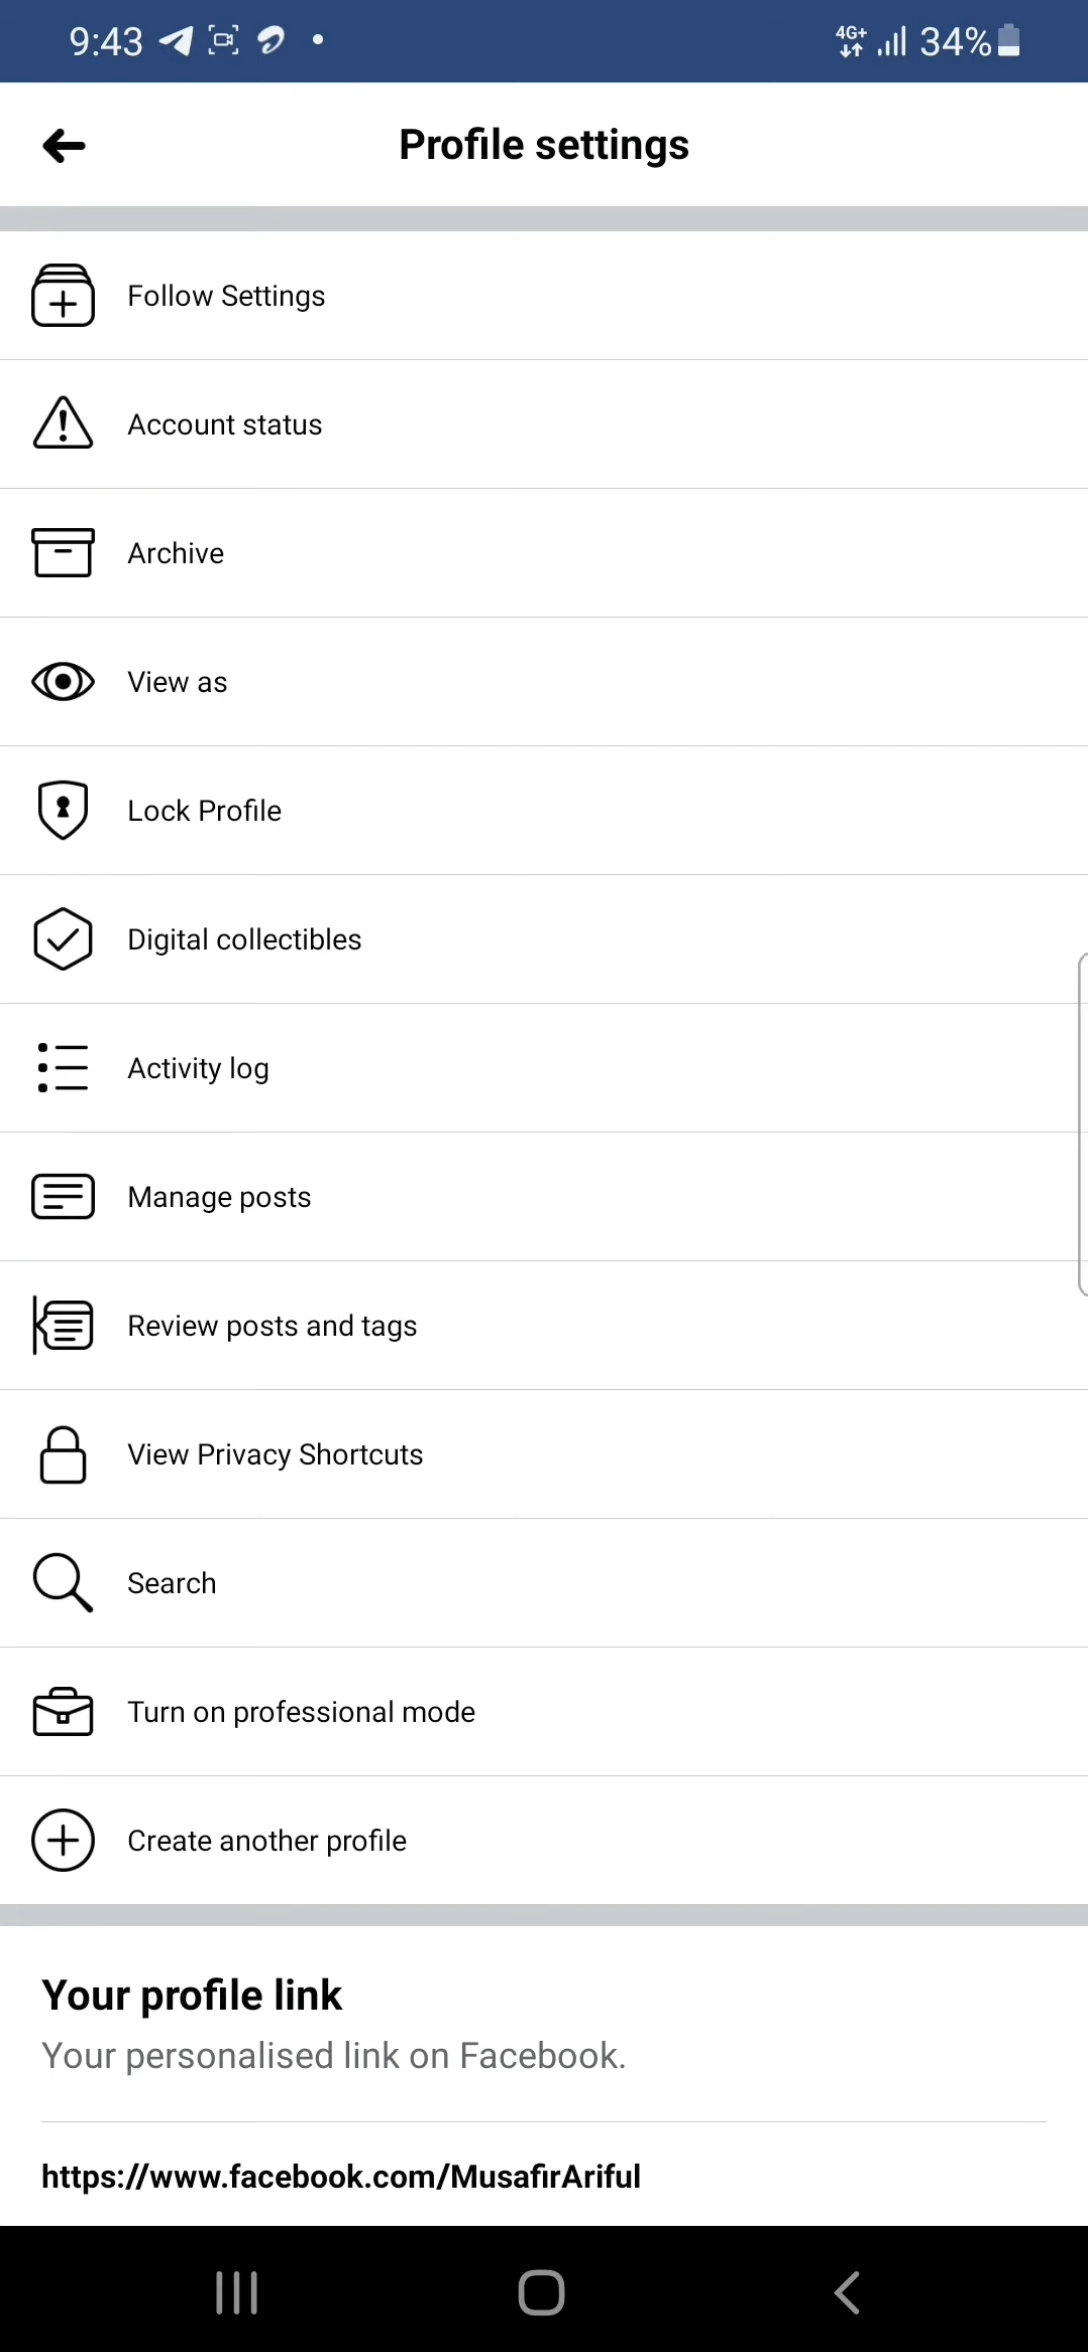 9:43
4G+
34%
Profile settings
Follow Settings
Account status
Archive
View as
Lock Profile
Digital collectibles
Activity log
Manage posts
Review posts and tags
View Privacy Shortcuts
Search
Turn on professional mode
Create another profile
Your profile link
Your personalised link on Facebook.
https://www.facebook.com/MusafirAriful